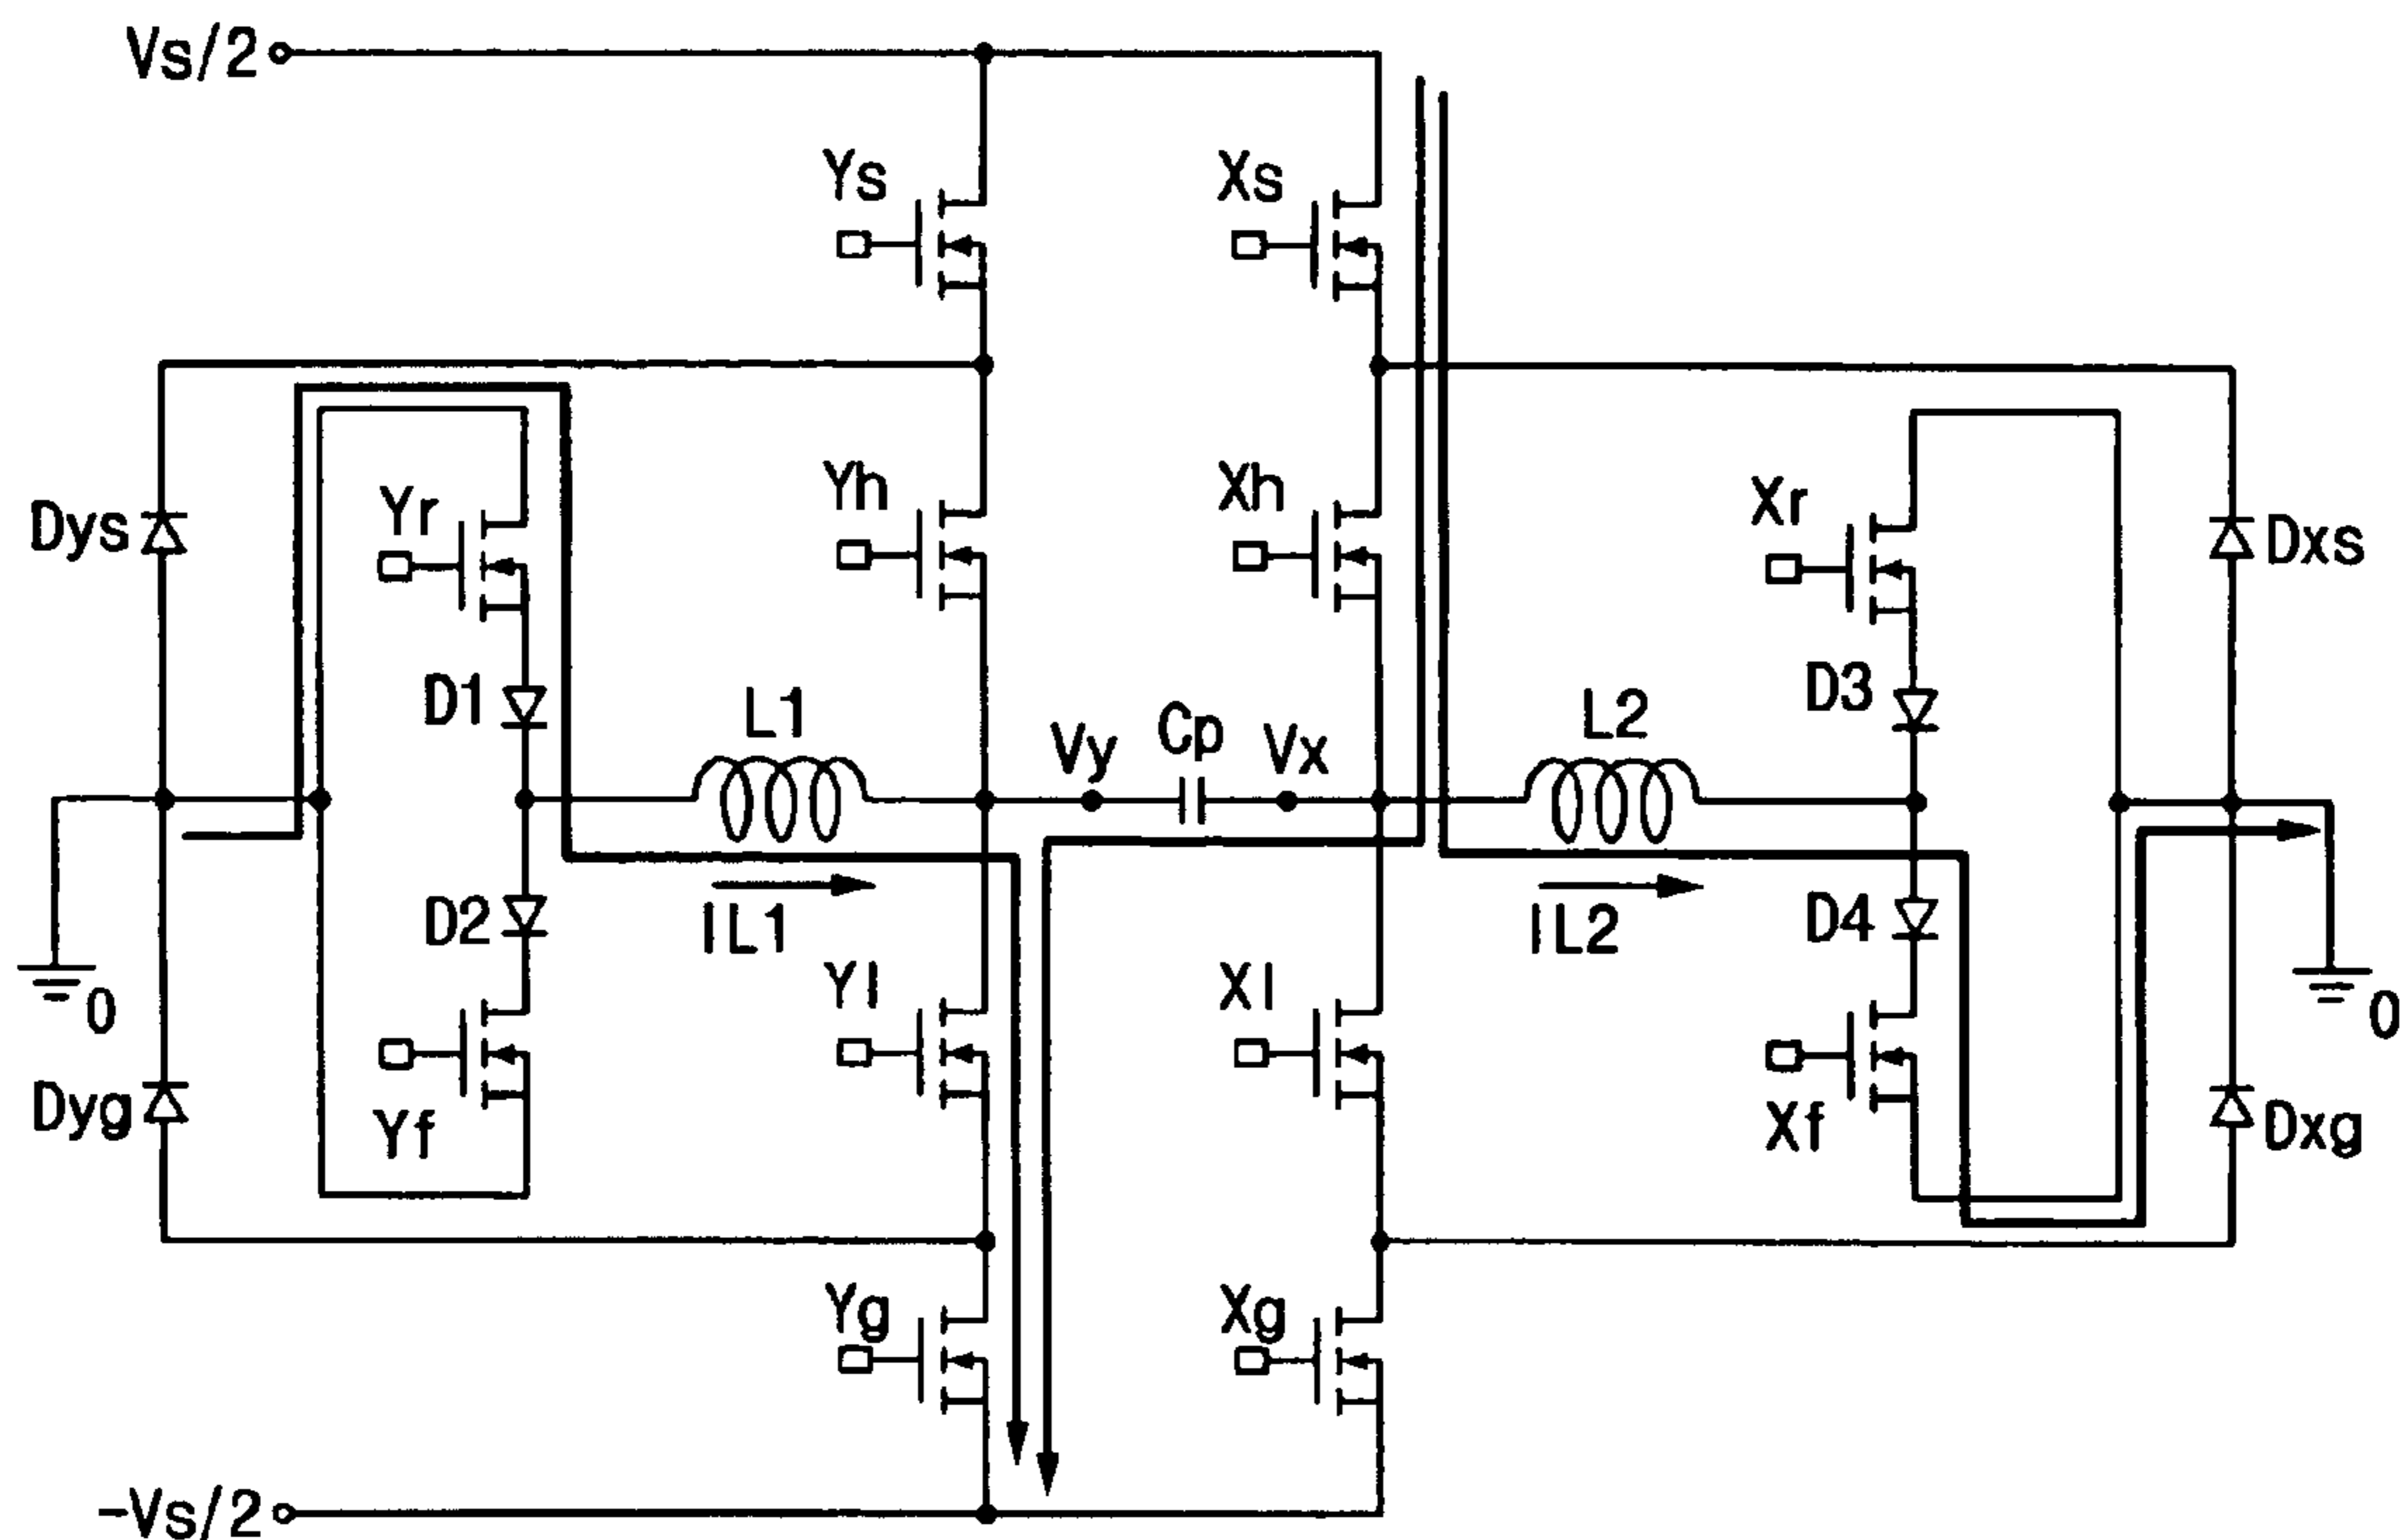 Vs/2
Ys
Xs
Dys
Yr
Yh
Xh
Xr
Dxs
D1
L1
Vy
Cp
Vx
L2
D3
D2
IL1
IL2
D4
0
Yl
Xl
0
Dyg
Yf
Xf
Dxg
Yg
Xg
-Vs/2